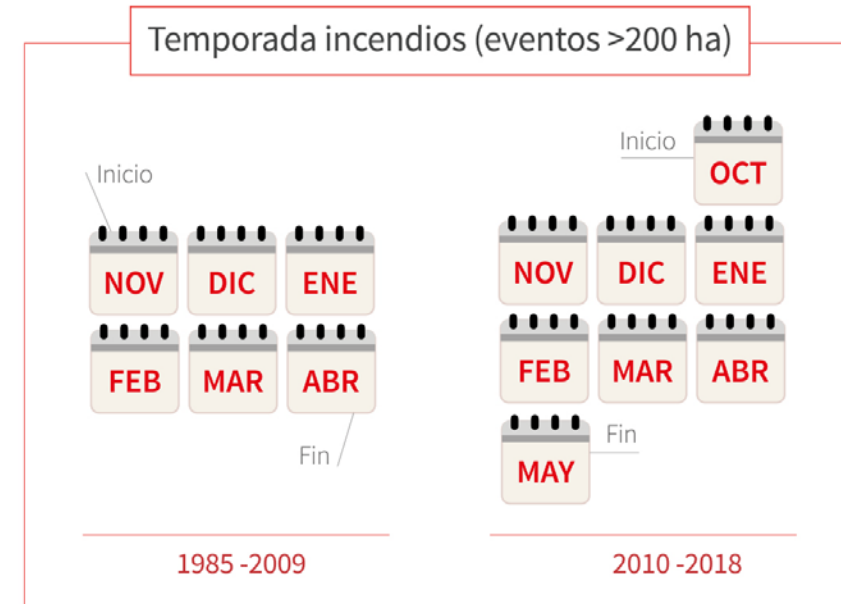 Temporada incendios (eventos >200 ha)
Inicio
NOV DIC ENE
FEB MAR ABR
Fin
1985 -2009
Inicio
OCT
NOV DIC ENE
FEB MAR ABR
MAY
Fin
2010 -2018